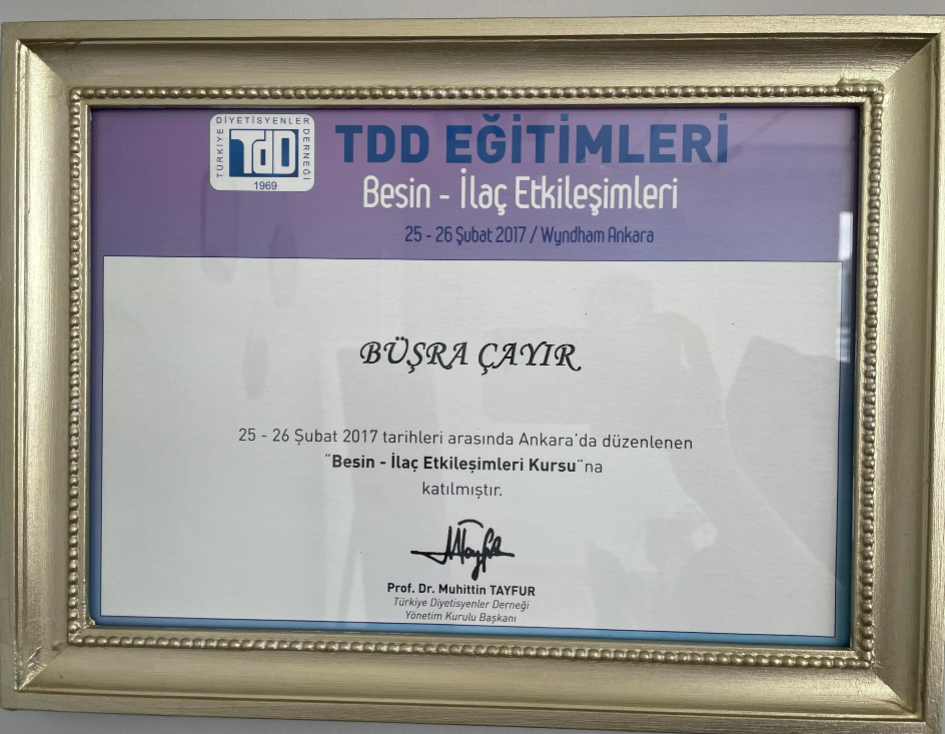 TÜRKİYE DİYETİSYENLER DERNEĞİ
TDD
1969
TDD EĞİTİMLERİ
Besin - İlaç Etkileşimleri
25 - 26 Şubat 2017 / Wyndham Ankara
BÜŞRA ÇAYIR
25 - 26 Şubat 2017 tarihleri arasında Ankara'da düzenlenen
"Besin - İlaç Etkileşimleri Kursu"na
katılmıştır.
Prof. Dr. Muhittin TAYFUR
Türkiye Diyetisyenler Derneği
Yönetim Kurulu Başkanı